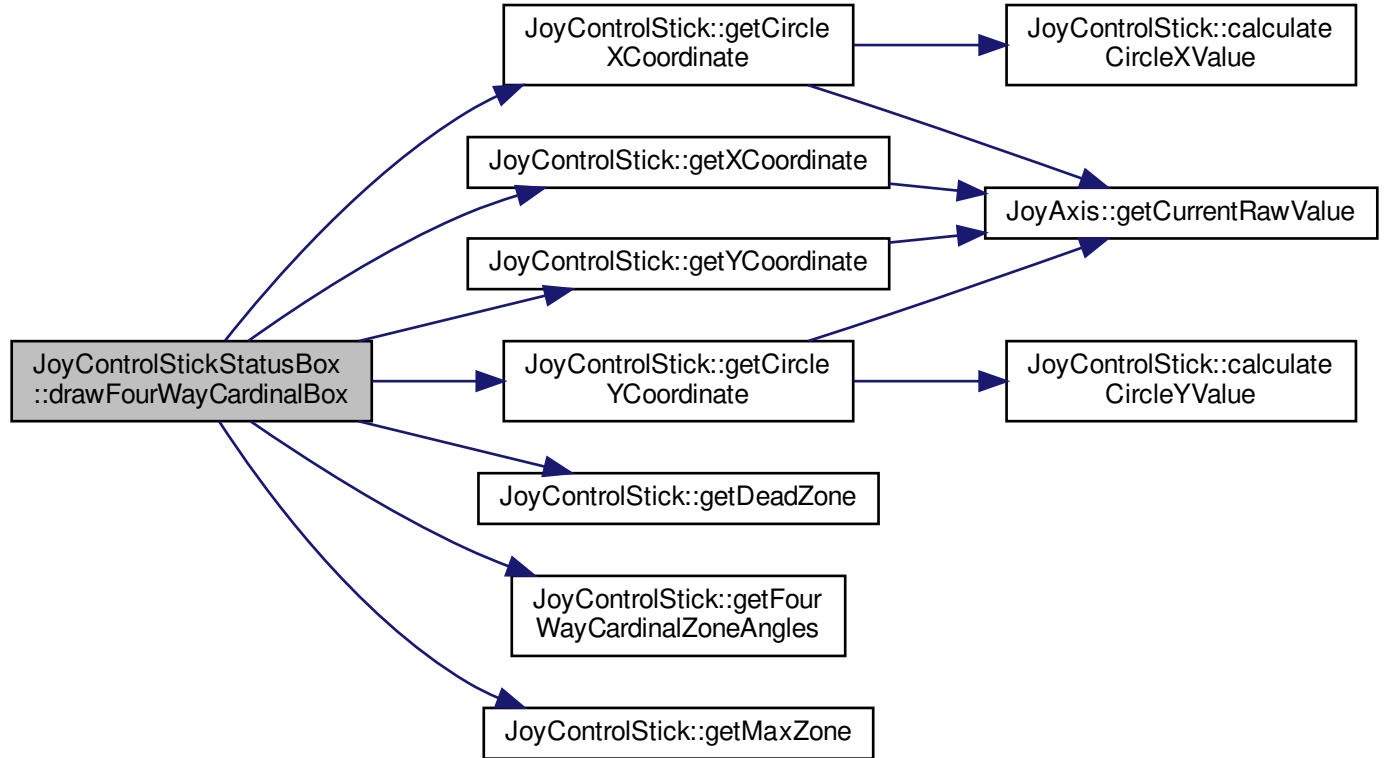 JoyControlStickStatusBox
::drawFourWayCardinalBox
JoyControlStick::getCircle
XCoordinate
JoyControlStick::calculate
CircleXValue
JoyControlStick::getXCoordinate
JoyAxis::getCurrentRawValue
JoyControlStick::getYCoordinate
JoyControlStick::getCircle
YCoordinate
JoyControlStick::calculate
CircleYValue
JoyControlStick::getDeadZone
JoyControlStick::getFour
WayCardinalZoneAngles
JoyControlStick::getMaxZone